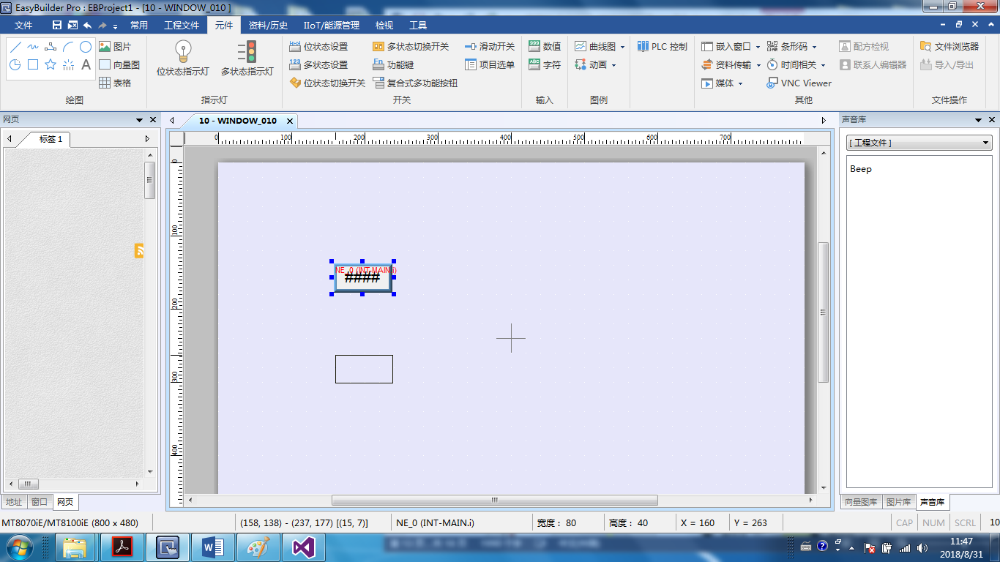 EasyBuilder Pro : EBProject1 - [10 - WINDOW_010 ]
文件 常用 工程文件 元件 资料/历史 IIoT/能源管理 检视 工具
图片 向量图 表格
A
绘图
位状态指示灯 多状态指示灯
指示灯
位状态设置 多状态切换开关 滑动开关
多状态设置 功能键 项目选单
位状态切换开关 复合式多功能按钮
开关
数值
字符
输入
曲线图
动画
图例
PLC 控制
嵌入窗口 条形码 配方检视
资料传输 时间相关 联系人编辑器
媒体 VNC Viewer
其他
文件浏览器
导入/导出
文件操作
网页
标签 1
地址 窗口 网页
10 - WINDOW_010
0 100 200 300 400 500 600 700
0
100
200
300
400
NE_0 (INT-MAIN.i)
####
声音库
[ 工程文件 ]
Beep
向量图库 图片库 声音库
MT8070iE/MT8100iE (800 x 480) (158, 138) - (237, 177) [(15, 7)] NE_0 (INT-MAIN.i) 宽度 : 80 高度 : 40 X = 160 Y = 263 CAP NUM SCRL 10
11:47
2018/8/31